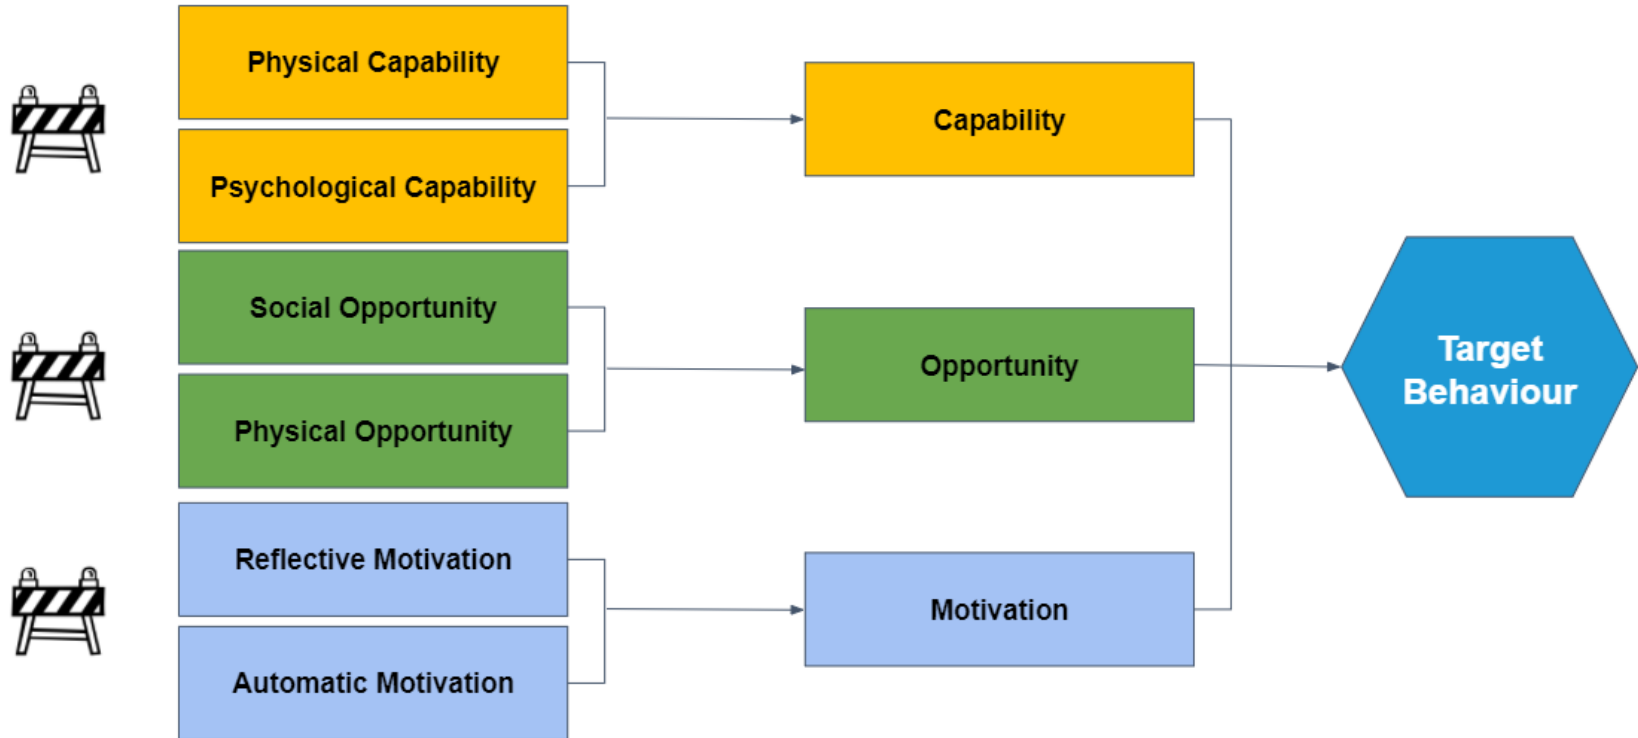 Physical Capability
Psychological Capability
Social Opportunity
Physical Opportunity
Reflective Motivation
Automatic Motivation
Capability
Opportunity
Motivation
Target
Behaviour